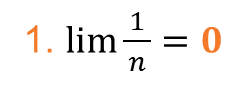 1. lim 1/n = 0